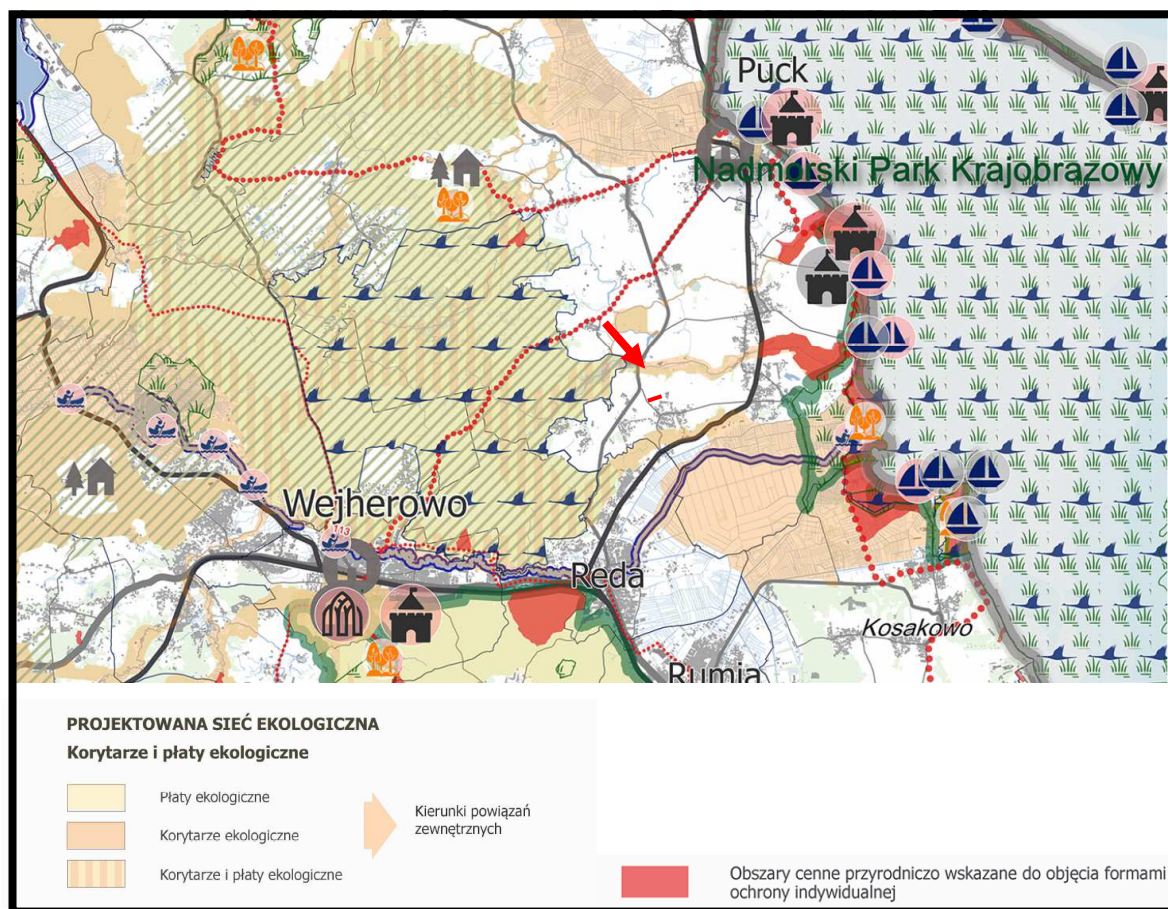 Puck
Nadmorski Park Krajobrazowy
Wejherowo
113
Reda
Kosakowo
Rumia
PROJEKTOWANA SIEĆ EKOLOGICZNA
Korytarze i płaty ekologiczne
Płaty ekologiczne
Kierunki powiązań
zewnętrznych
Korytarze ekologiczne
Korytarze i płaty ekologiczne
Obszary cenne przyrodniczo wskazane do objęcia formami
ochrony indywidualnej